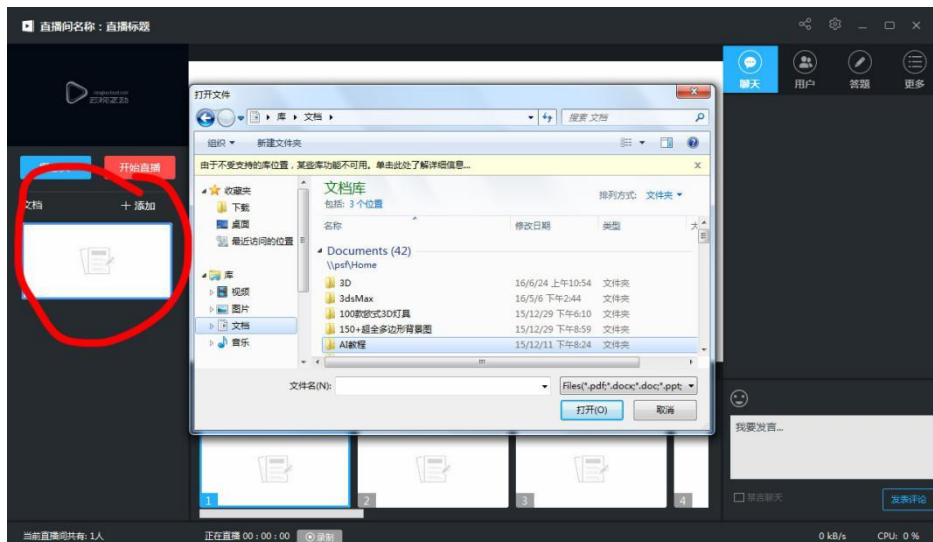 直播间名称：直播标题
聊天
用户
答题
更多
打开文件
库 文档
搜索 文档
组织 新建文件夹
由于不受支持的库位置，某些库功能不可用。单击此处了解详细信息...
开始直播
文档 + 添加
收藏夹
下载
桌面
最近访问的位置
库
视频
图片
文档
音乐
文档库
包括: 3 个位置
排列方式: 文件夹
名称 修改日期 类型 大
Documents (42)
\\psf\Home
3D 16/6/24 上午10:54 文件夹
3dsMax 16/5/6 下午2:44 文件夹
100款欧式3D灯具 15/12/29 下午6:10 文件夹
150+超全多边形背景图 15/12/29 下午8:59 文件夹
AI教程 15/12/11 下午8:24 文件夹
文件名(N):
Files(*.pdf;*.docx;*.doc;*.ppt;
打开(O) 取消
1
2
3
4
我要发言...
禁言聊天
发表评论
当前直播间共有: 1人
正在直播 00 : 00 : 00
录制
0 kB/s
CPU: 0 %